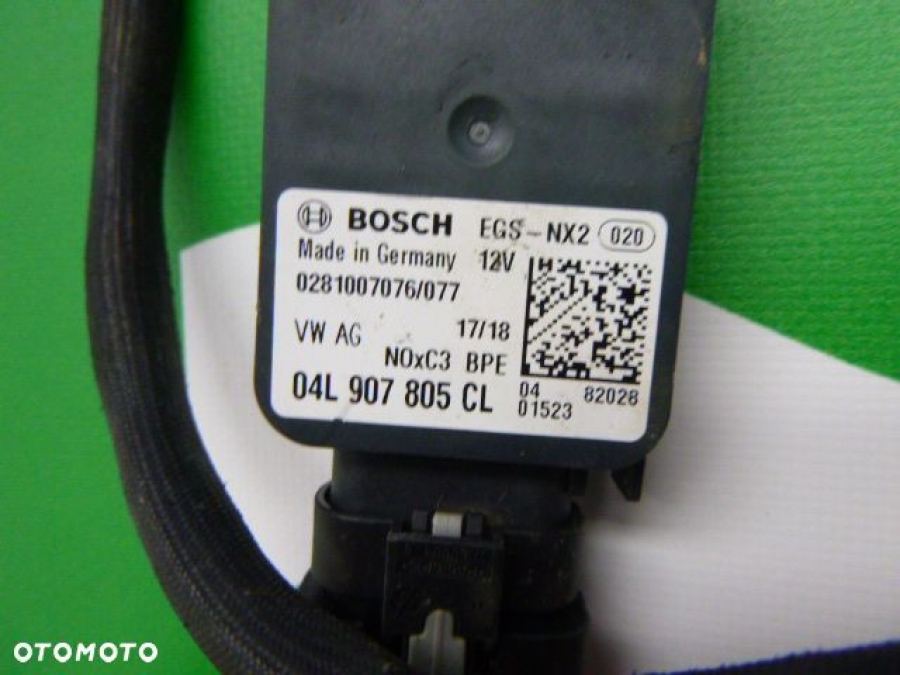 BOSCH EGS-NX2 020
Made in Germany 12V
0281007076/077
VW AG 17/18
NOxC3 BPE
04L 907 805 CL
04 82028
01523
OTOMOTO